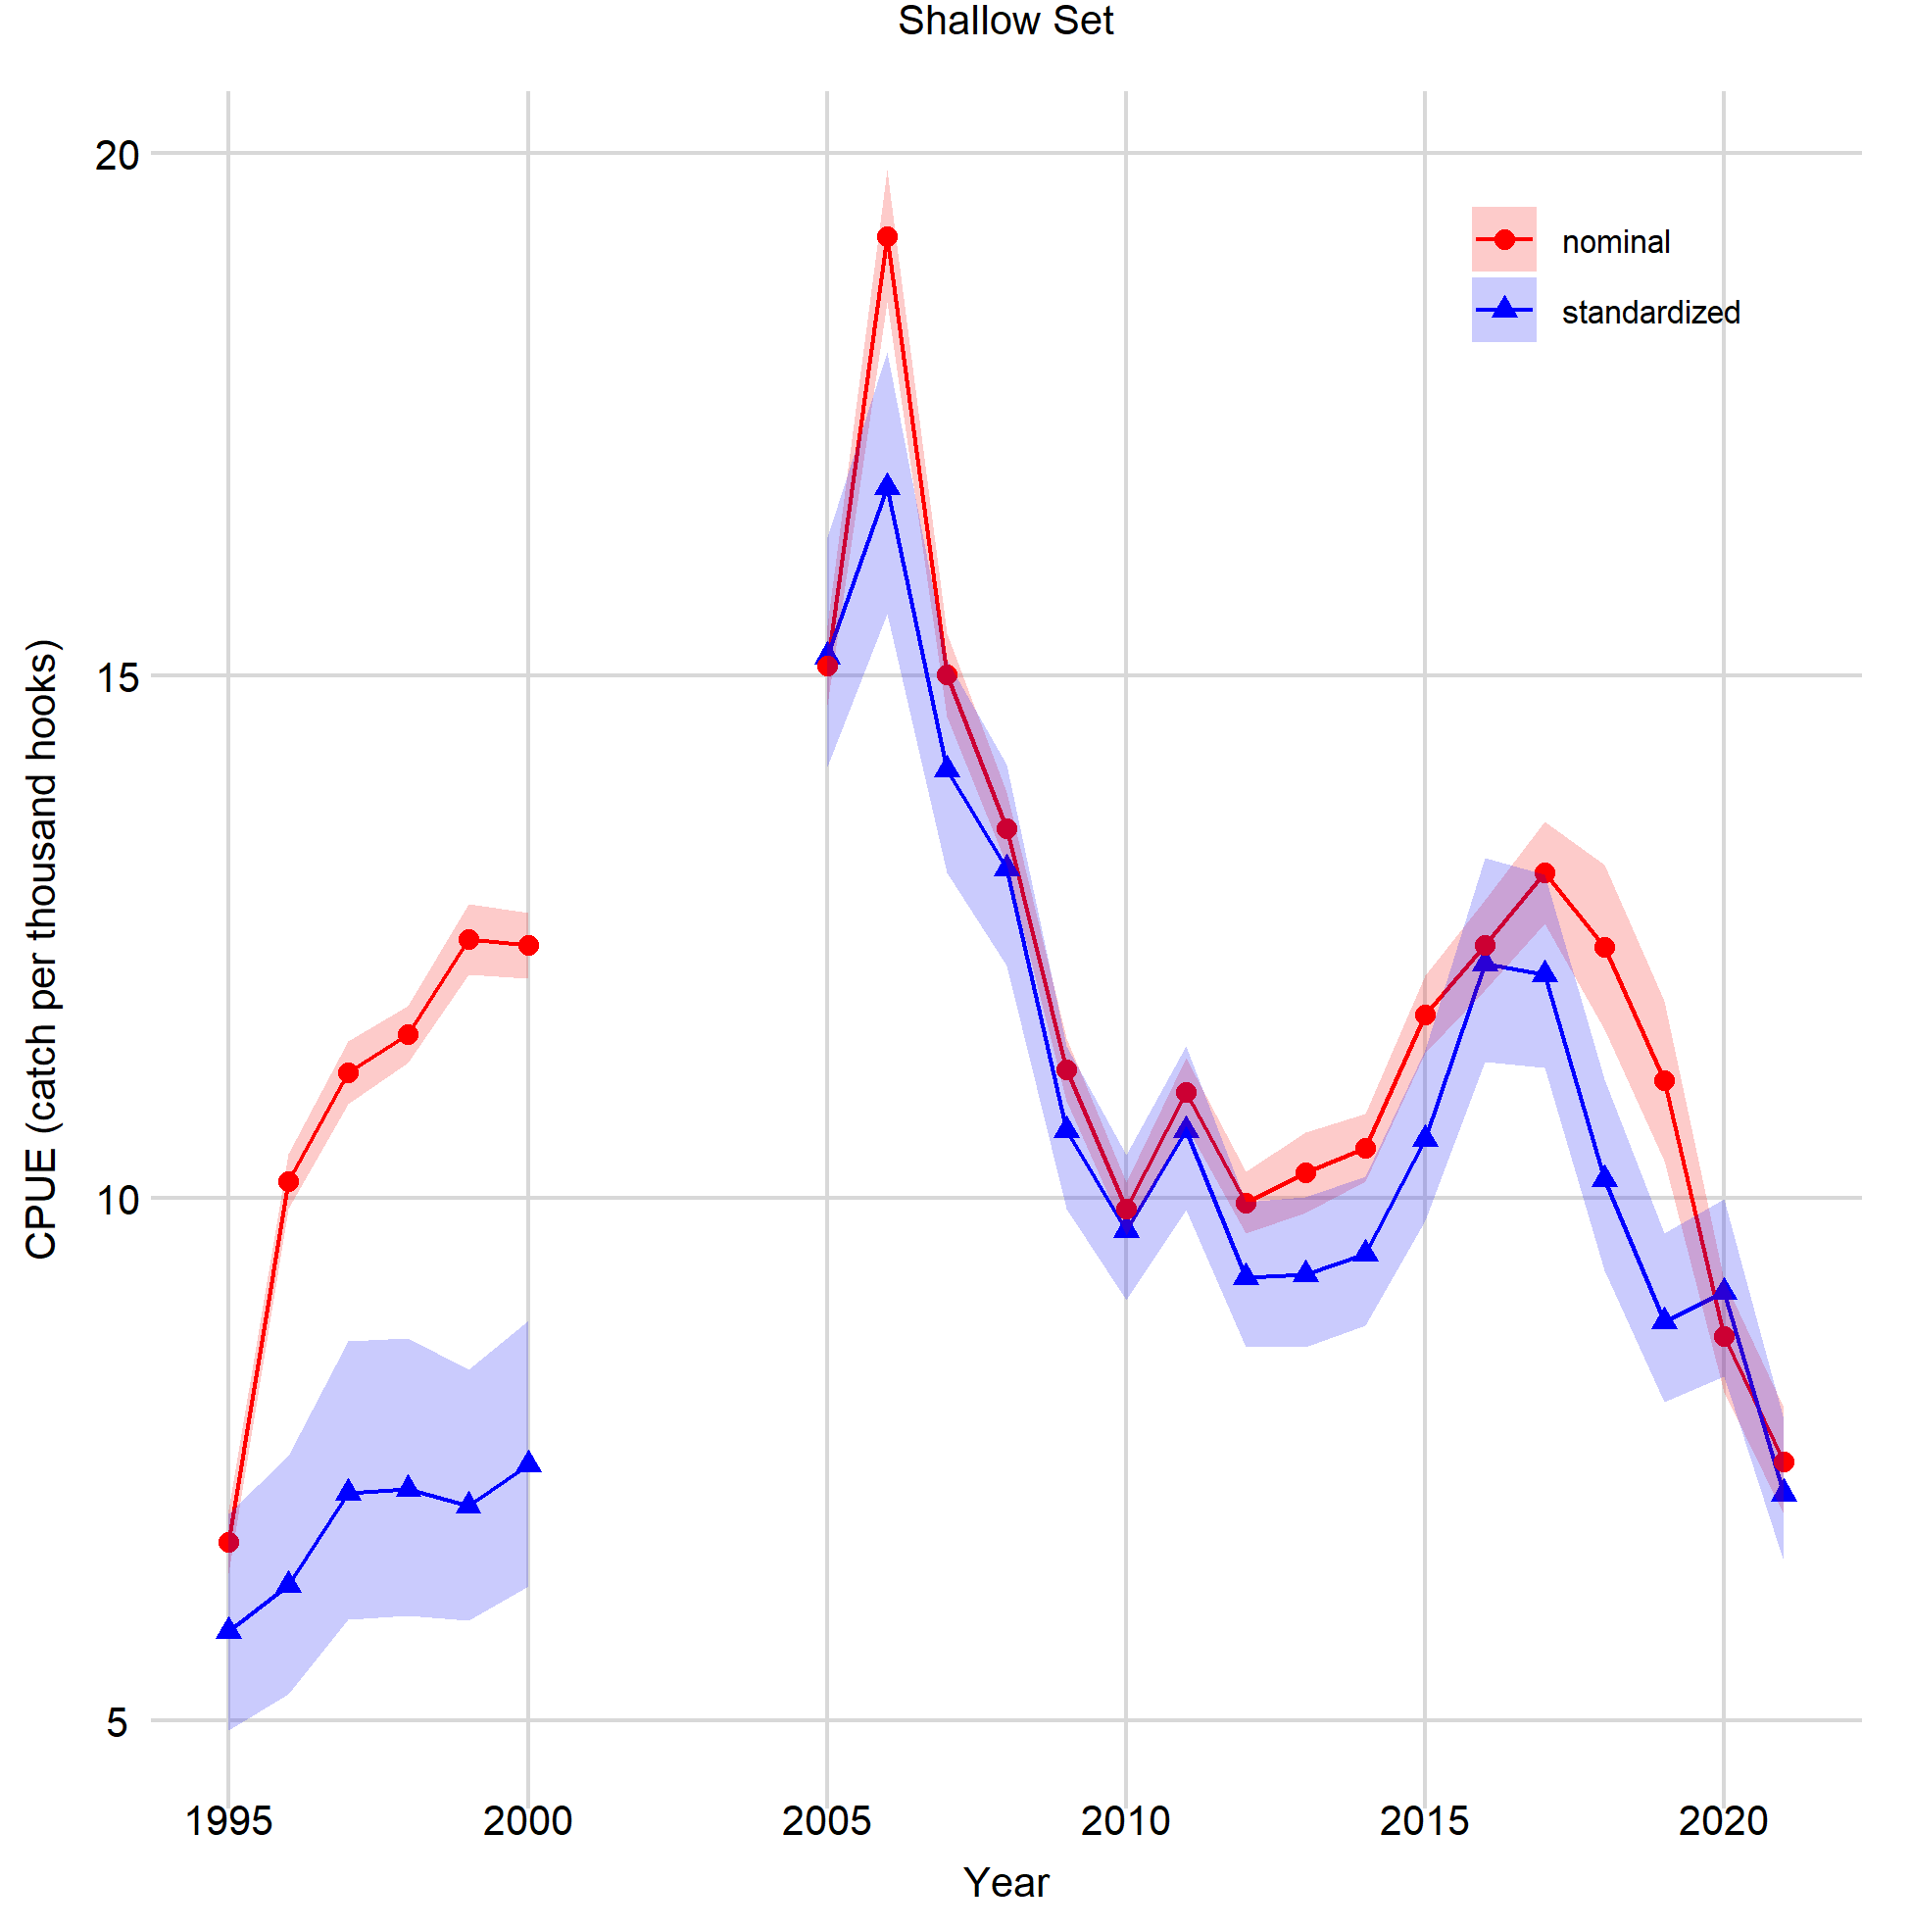 Shallow Set
20
15
10
5
CPUE (catch per thousand hooks)
nominal
standardized
1995 2000 2005 2010 2015 2020
Year